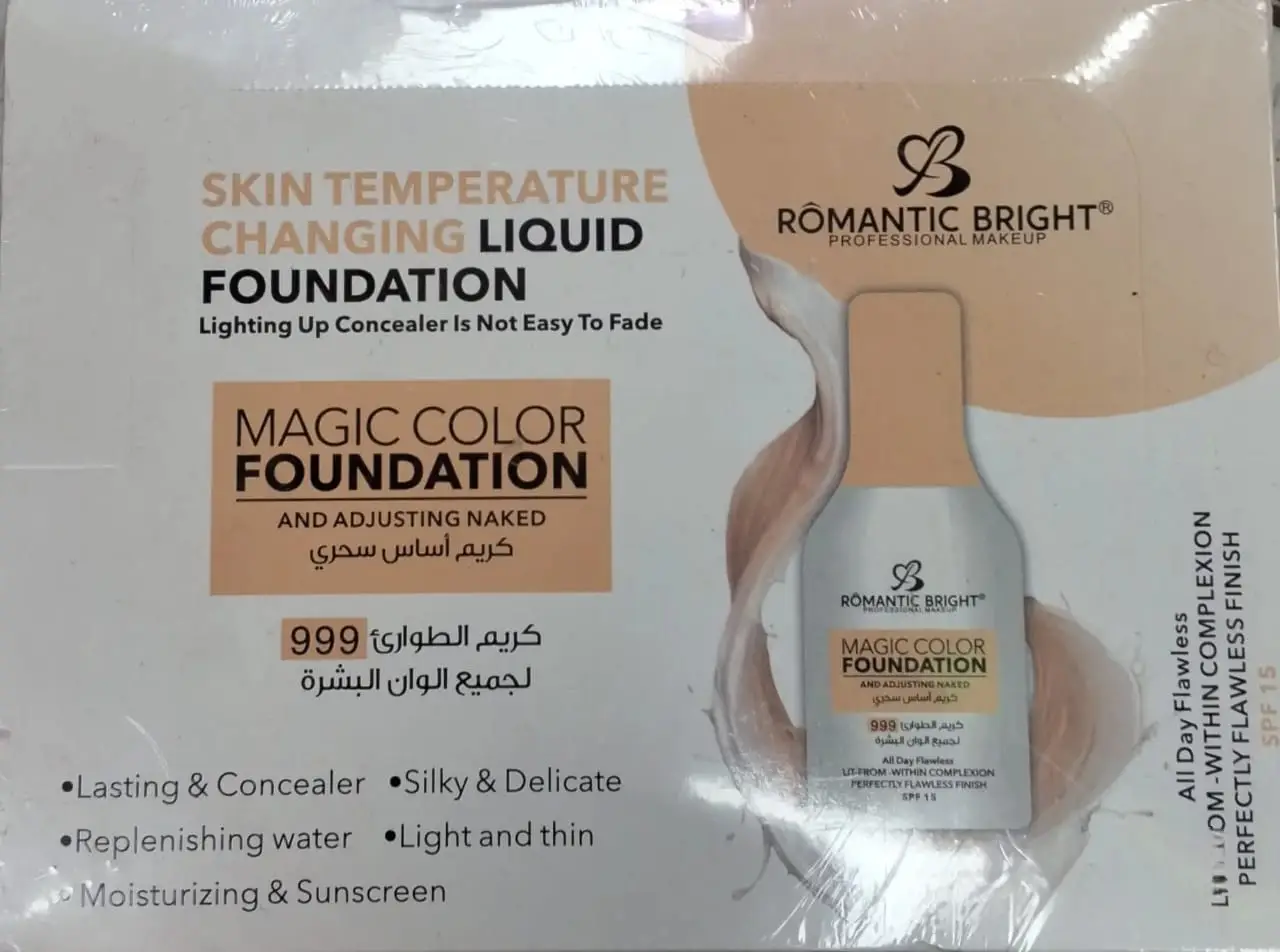 SKIN TEMPERATURE
CHANGING LIQUID
FOUNDATION
Lighting Up Concealer Is Not Easy To Fade
MAGIC COLOR
FOUNDATION
AND ADJUSTING NAKED
كريم أساس سحري
كريم الطوارئ 999
لجميع الوان البشرة
•Lasting & Concealer •Silky & Delicate
•Replenishing water •Light and thin
Moisturizing & Sunscreen
RÔMANTIC BRIGHT®
PROFESSIONAL MAKEUP
RÔMANTIC BRIGHT®
PROFESSIONAL MAKEUP
MAGIC COLOR
FOUNDATION
AND ADJUSTING NAKED
كريم أساس سحري
كريم الطوارئ 999
لجميع الوان البشرة
All Day Flawless
LIT-FROM-WITHIN COMPLEXION
PERFECTLY FLAWLESS FINISH
SPF 15
All Day Flawless
-WITHIN COMPLEXION
PERFECTLY FLAWLESS FINISH
SPF 15